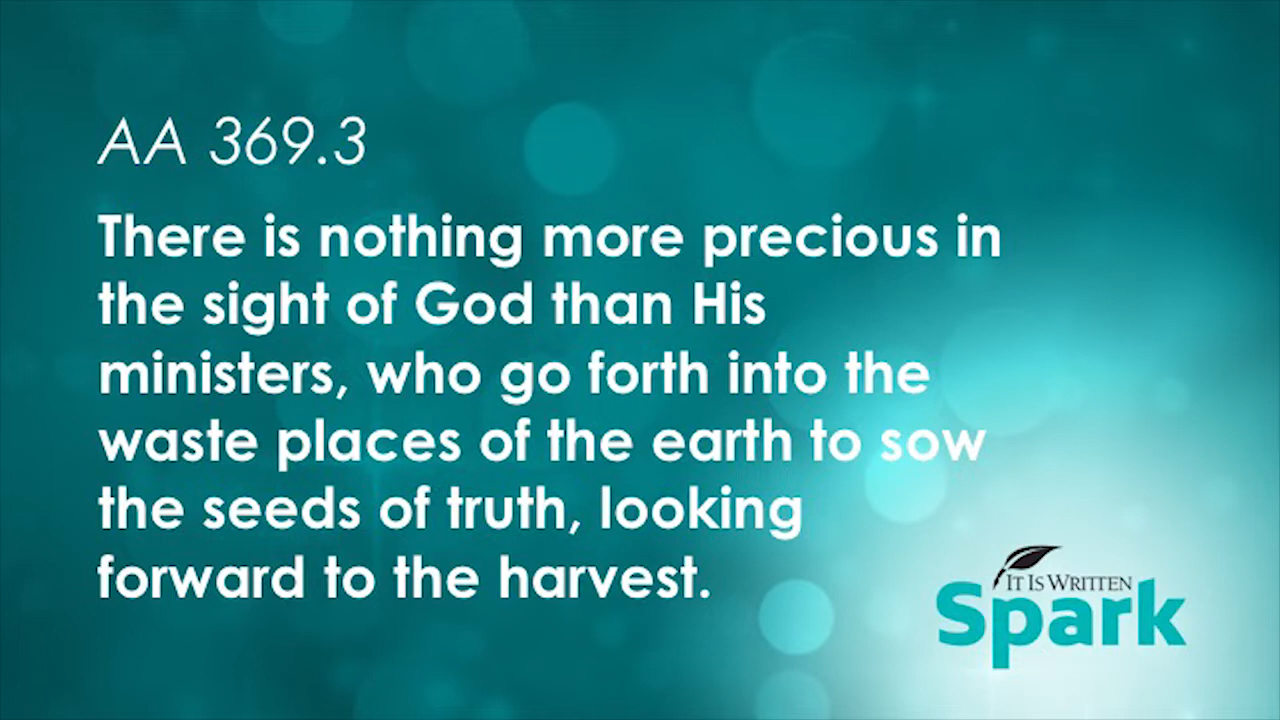 AA 369.3
There is nothing more precious in
the sight of God than His
ministers, who go forth into the
waste places of the earth to sow
the seeds of truth, looking
forward to the harvest.
IT IS WRITTEN
Spark